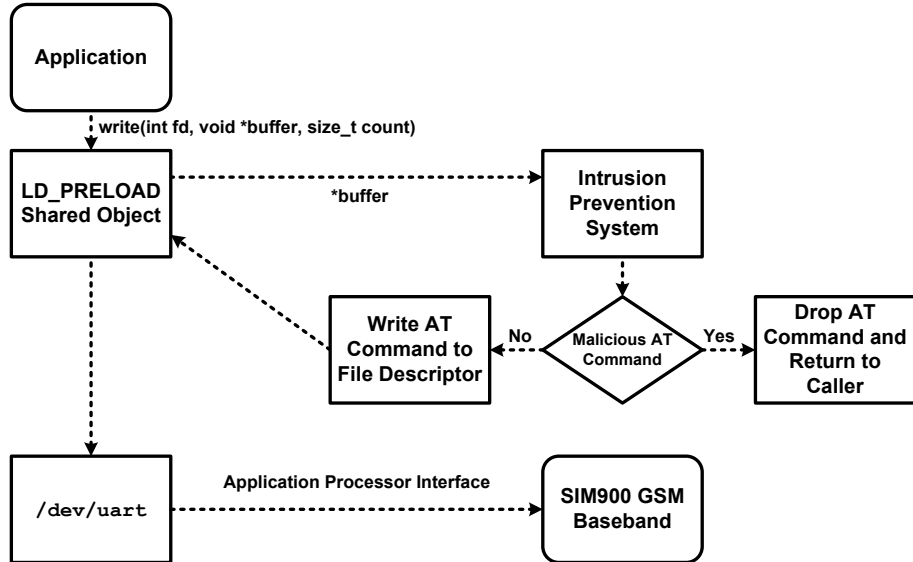 Application
write(int fd, void *buffer, size_t count)
LD_PRELOAD
Shared Object
*buffer
Intrusion
Prevention
System
Write AT
Command to
File Descriptor
No
Malicious AT
Command
Yes
Drop AT
Command and
Return to
Caller
/dev/uart
Application Processor Interface
SIM900 GSM
Baseband